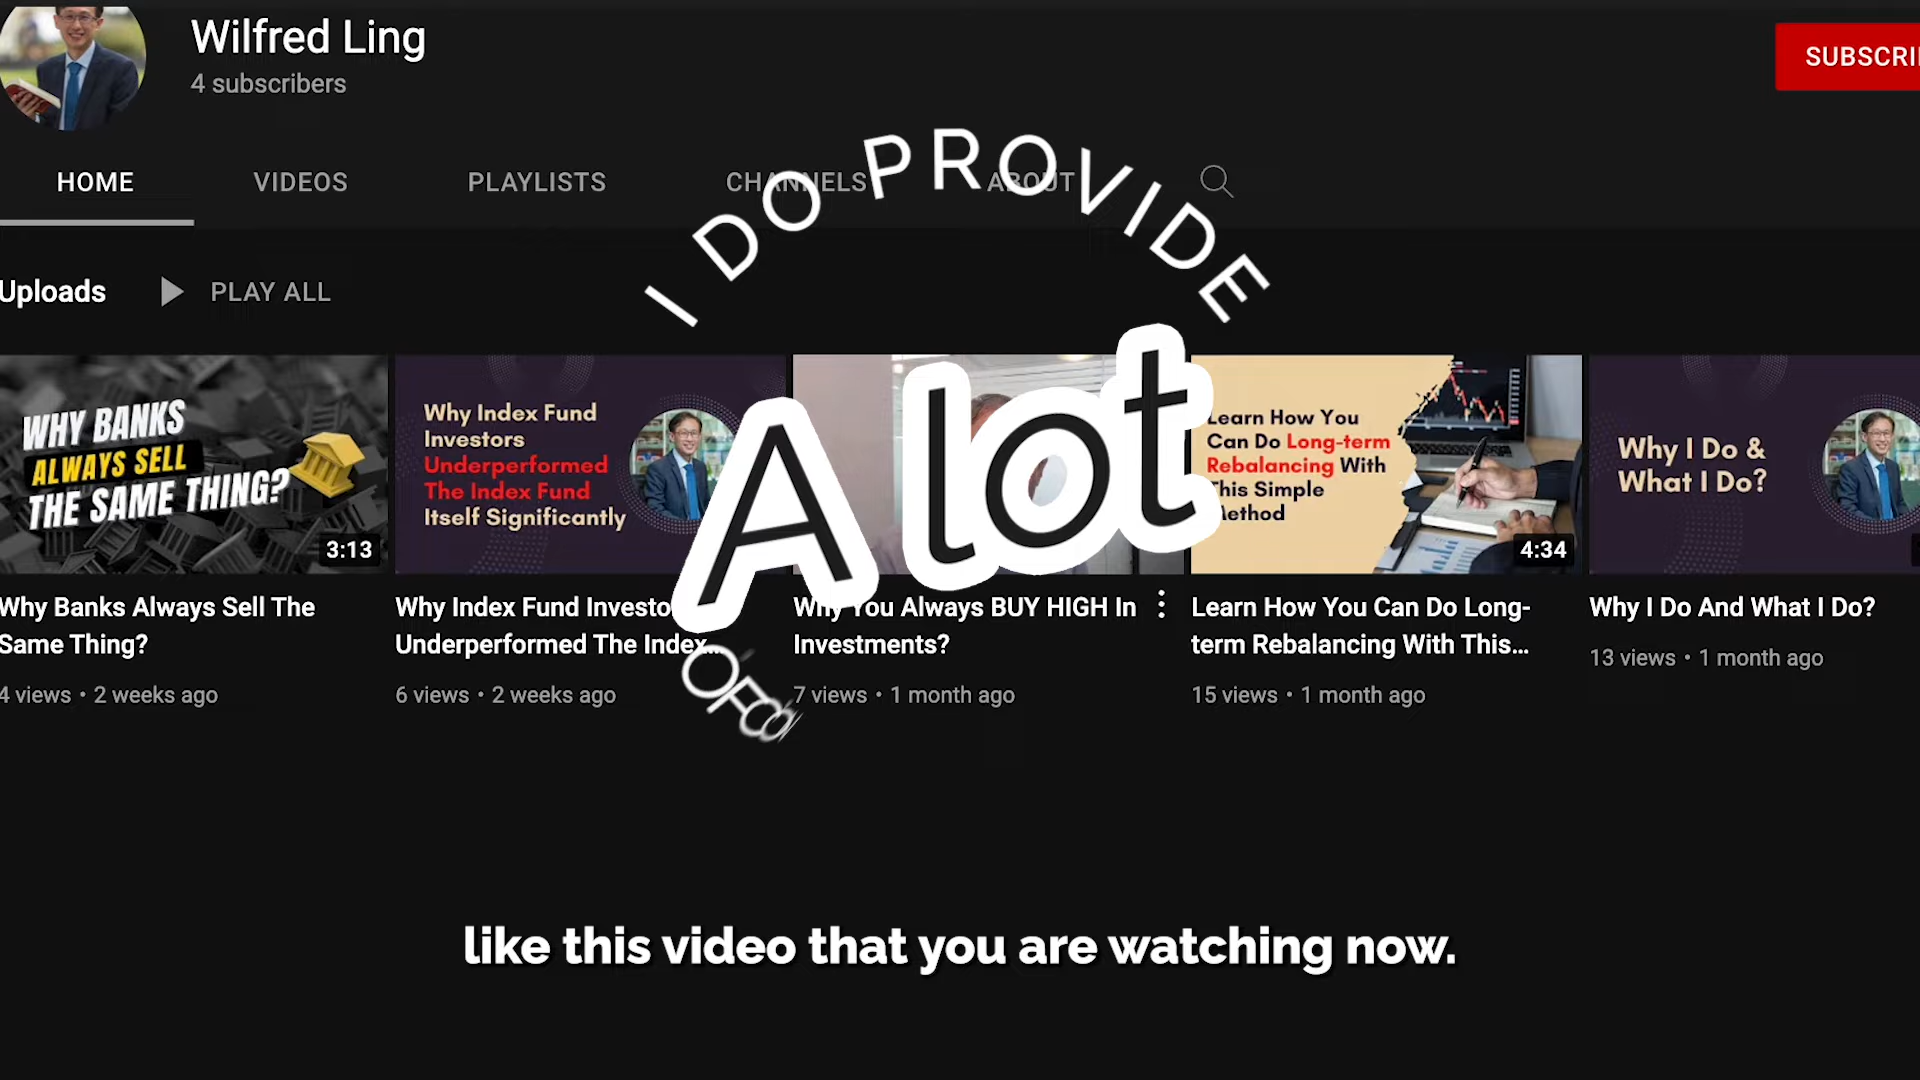 Wilfred Ling
4 subscribers
HOME
VIDEOS
PLAYLISTS
CHANNELS
ABOUT
I DO PROVIDE
Uploads
PLAY ALL
A lot
WHY BANKS
ALWAYS SELL
THE SAME THING?
3:13
Why Index Fund
Investors
Underperformed
The Index Fund
Itself Significantly
Learn How You
Can Do Long-term
Rebalancing With
This Simple
Method
4:34
Why I Do &
What I Do?
Why Banks Always Sell The
Same Thing?
4 views • 2 weeks ago
Why Index Fund
Underperformed The Index...
6 views • 2 weeks ago
Why You Always BUY HIGH In
Investments?
7 views • 1 month ago
Learn How You Can Do Long-
term Rebalancing With This...
15 views • 1 month ago
Why I Do And What I Do?
13 views • 1 month ago
OF
like this video that you are watching now.